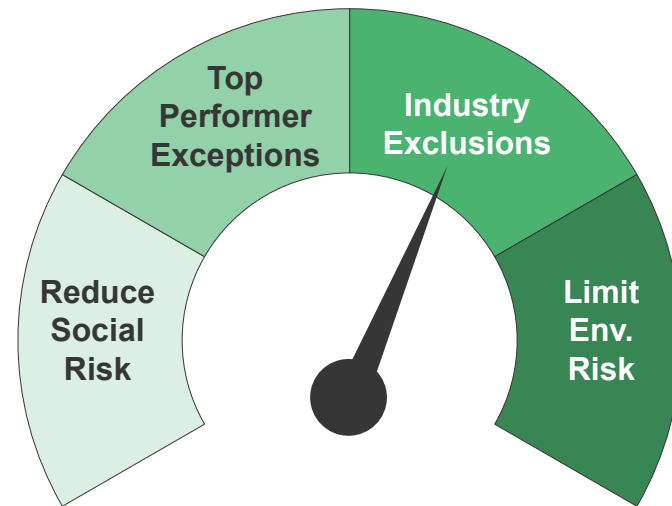 Top
Performer
Exceptions
Industry
Exclusions
Reduce
Social
Risk
Limit
Env.
Risk